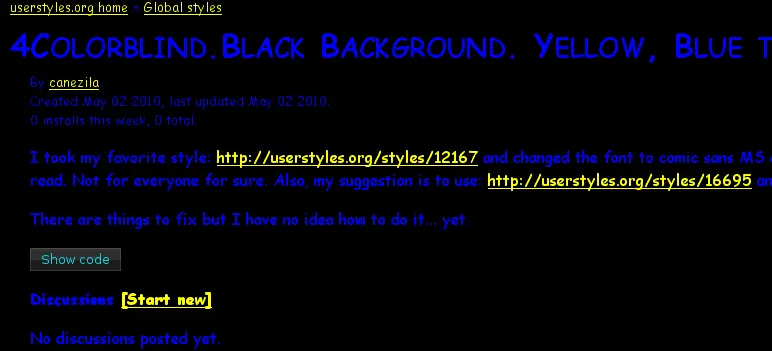 userstyles.org home » Global styles
4Colorblind.Black Background. Yellow, Blue t
By canezila
Created May 02 2010, last updated May 02 2010.
0 installs this week, 0 total.
I took my favorite style: http://userstyles.org/styles/12167 and changed the font to comic sans MS
read. Not for everyone for sure. Also, my suggestion is to use: http://userstyles.org/styles/16695 an
There are things to fix but I have no idea how to do it... yet.
Show code
Discussions [Start new]
No discussions posted yet.